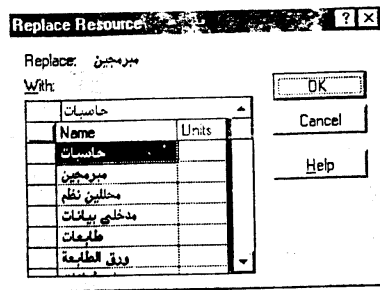 Replace Resource
Replace: مبرمجين
With:
حاسبات
Name Units
حاسبات
مبرمجين
محللين نظم
مدخلي بيانات
طابعات
ورق الطابعة
OK
Cancel
Help